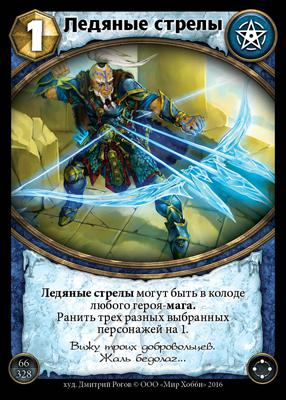 1
Ледяные стрелы
Ледяные стрелы могут быть в колоде
любого героя-мага.
Ранить трех разных выбранных
персонажей на 1.
Вижу троих добровольцев.
Жаль бедолаг...
66
328
худ. Дмитрий Рогов © ООО «Мир Хобби» 2016